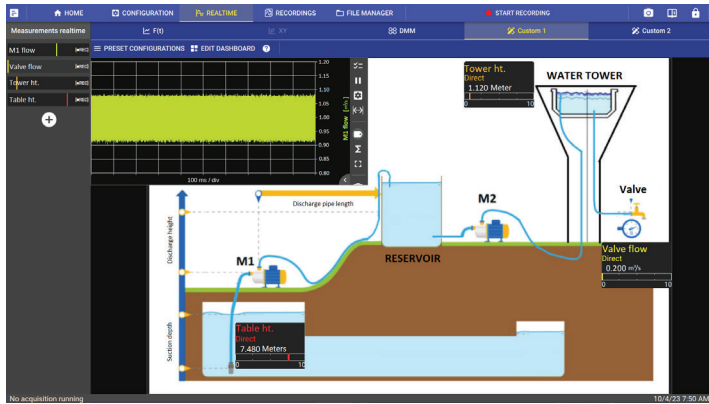 HOME
CONFIGURATION
REALTIME
RECORDINGS
FILE MANAGER
START RECORDING
Measurements realtime
F(t)
XY
DMM
Custom 1
Custom 2
PRESET CONFIGURATIONS
EDIT DASHBOARD
M1 flow
Valve flow
Tower ht.
Table ht.
1.20
1.15
1.10
1.05
1.00
0.95
0.90
0.85
0.80
M1 flow
100 ms / div
Tower ht.
Direct
1.120 Meter
0 10
WATER TOWER
Discharge pipe length
Discharge height
Section depth
M1
M2
RESERVOIR
Valve
Valve flow
Direct
0.200 m³/s
0 10
Table ht.
Direct
7.480 Meters
0 10
No acquisition running
10/4/23 7:50 AM